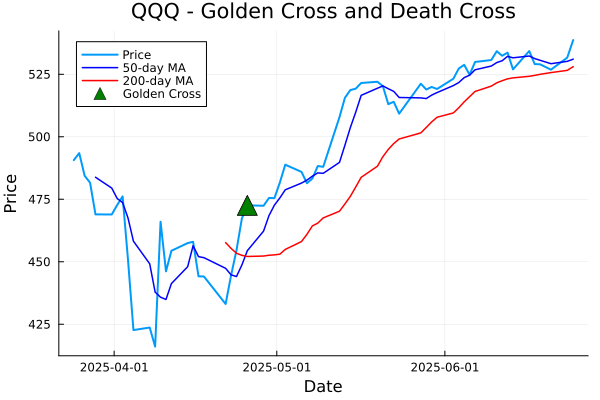 QQQ - Golden Cross and Death Cross
Price
50-day MA
200-day MA
Golden Cross
525
500
475
450
425
Price
2025-04-01
2025-05-01
2025-06-01
Date